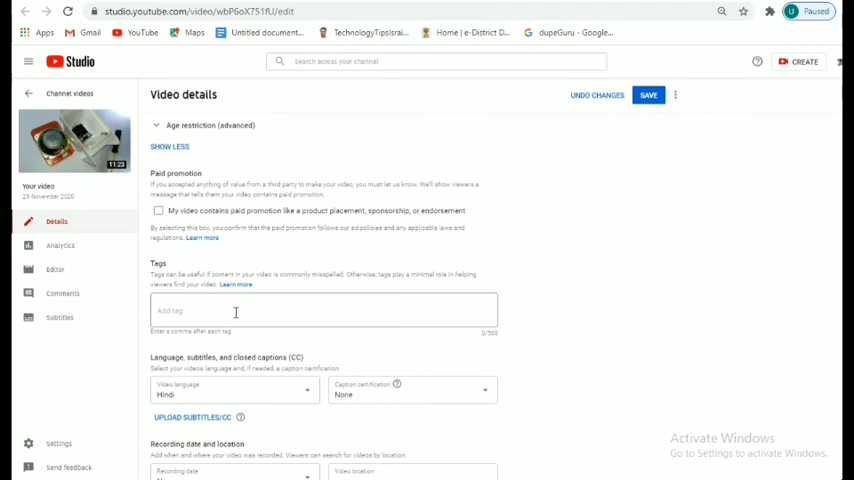 studio.youtube.com/video/wbP6oX751fU/edit
U Paused
Apps Gmail YouTube Maps Untitled document... TechnologyTipsIsrai... Home | e-District D... dupeGuru - Google...
Studio
Search across your channel
CREATE
Channel videos
Video details
UNDO CHANGES
SAVE
11:23
Your video
29 November 2020
Details
Analytics
Editor
Comments
Subtitles
Settings
Send feedback
Age restriction (advanced)
SHOW LESS
Paid promotion
If you accepted anything of value from a third party to make your video, you must let us know. We'll show viewers a
message that tells them your video contains paid promotion.
My video contains paid promotion like a product placement, sponsorship, or endorsement
By selecting this box, you confirm that the paid promotion follows our ad policies and any applicable laws and
regulations. Learn more
Tags
Tags can be useful if content in your video is commonly misspelled. Otherwise, tags play a minimal role in helping
viewers find your video. Learn more
Add tag
Enter a comma after each tag
0/500
Language, subtitles, and closed captions (CC)
Select your videos language and, if needed, a caption certification
Video language
Hindi
Caption certification
None
UPLOAD SUBTITLES/CC
Recording date and location
Add when and where your video was recorded. Viewers can search for videos by location.
Recording date
Video location
Activate Windows
Go to Settings to activate Windows.